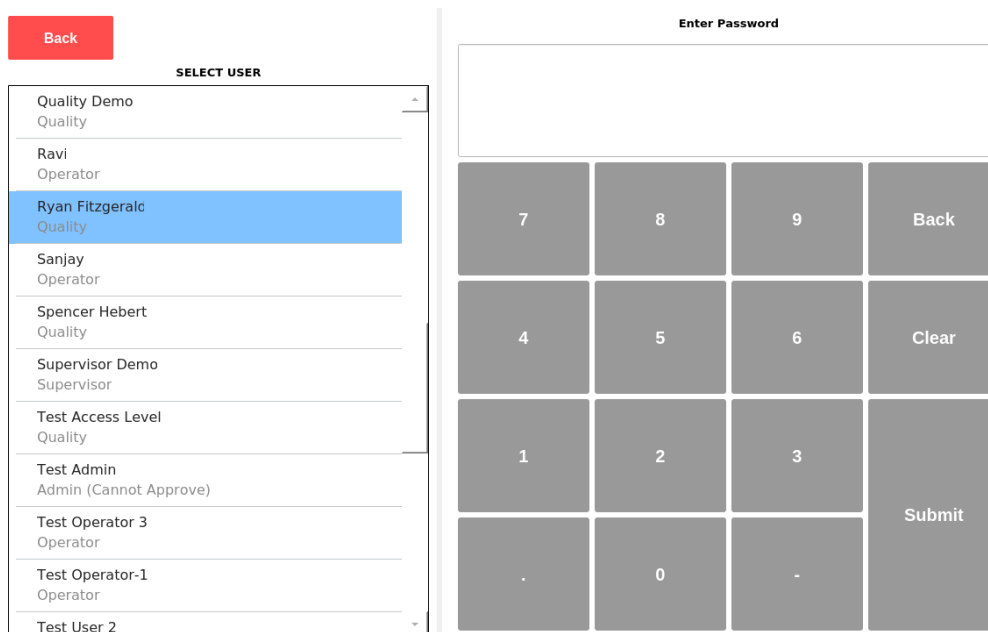 Back
SELECT USER
Quality Demo
Quality
Ravi
Operator
Ryan Fitzgerald
Quality
Sanjay
Operator
Spencer Hebert
Quality
Supervisor Demo
Supervisor
Test Access Level
Quality
Test Admin
Admin (Cannot Approve)
Test Operator 3
Operator
Test Operator-1
Operator
Test User 2
Enter Password
7 8 9 Back
4 5 6 Clear
1 2 3
Submit
. 0 -